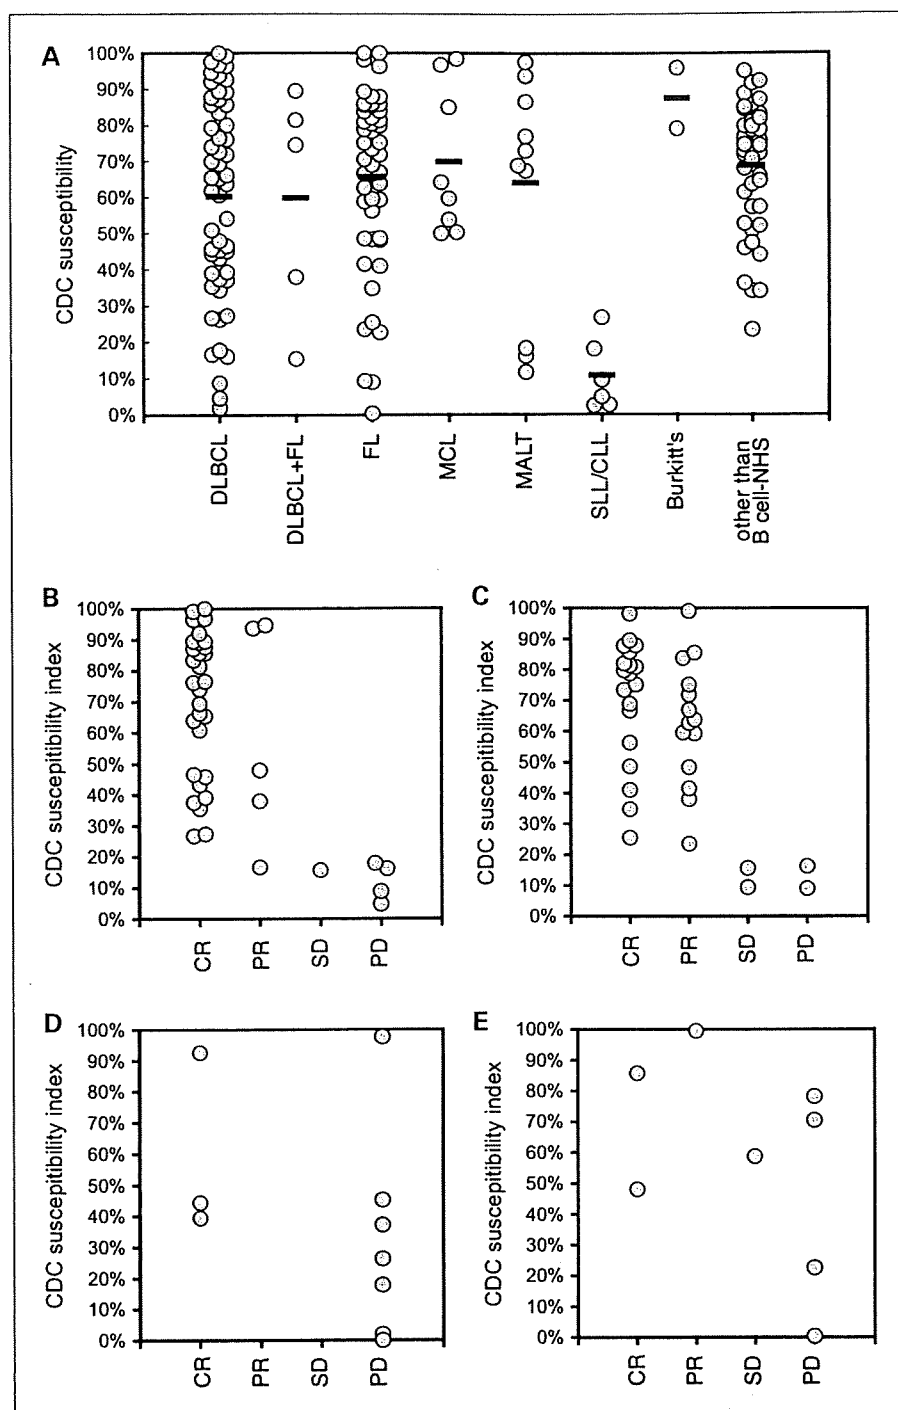 A
CDC susceptibility
100%
90%
80%
70%
60%
50%
40%
30%
20%
10%
0%
DLBCL
DLBCL+FL
FL
MCL
MALT
SLL/CLL
Burkitt's
other than
B cell-NHS
B
CDC suscepitibility index
100%
90%
80%
70%
60%
50%
40%
30%
20%
10%
0%
CR
PR
SD
PD
C
CDC suscepitibility index
100%
90%
80%
70%
60%
50%
40%
30%
20%
10%
0%
CR
PR
SD
PD
D
CDC suscepitibility index
100%
90%
80%
70%
60%
50%
40%
30%
20%
10%
0%
CR
PR
SD
PD
E
CDC suscepitibility index
100%
90%
80%
70%
60%
50%
40%
30%
20%
10%
0%
CR
PR
SD
PD